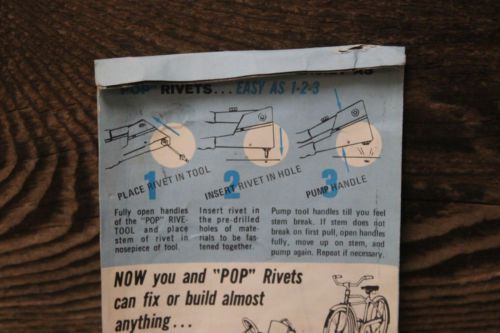 "POP" RIVETS... EASY AS 1-2-3
1 2 3
PLACE RIVET IN TOOL
INSERT RIVET IN HOLE
PUMP HANDLE
Fully open handles
of the "POP" RIVE-
TOOL and place
stem of rivet in
nosepiece of tool.
Insert rivet in
the pre-drilled
holes of mate-
rials to be fas-
tened together.
Pump tool handles till you feel
stem break. If stem does not
break on first pull, open handles
fully, move up on stem, and
pump again. Repeat if necessary.
NOW you and "POP" Rivets
can fix or build almost
anything...